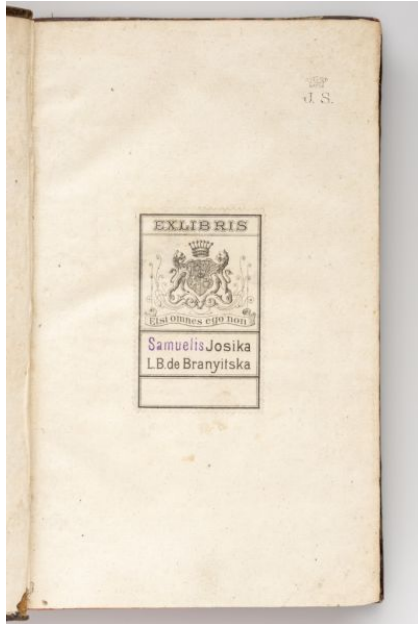 J. S.
EXLIBRIS
Etsi omnes ego non
Samuelis Josika
L.B. de Branyitska